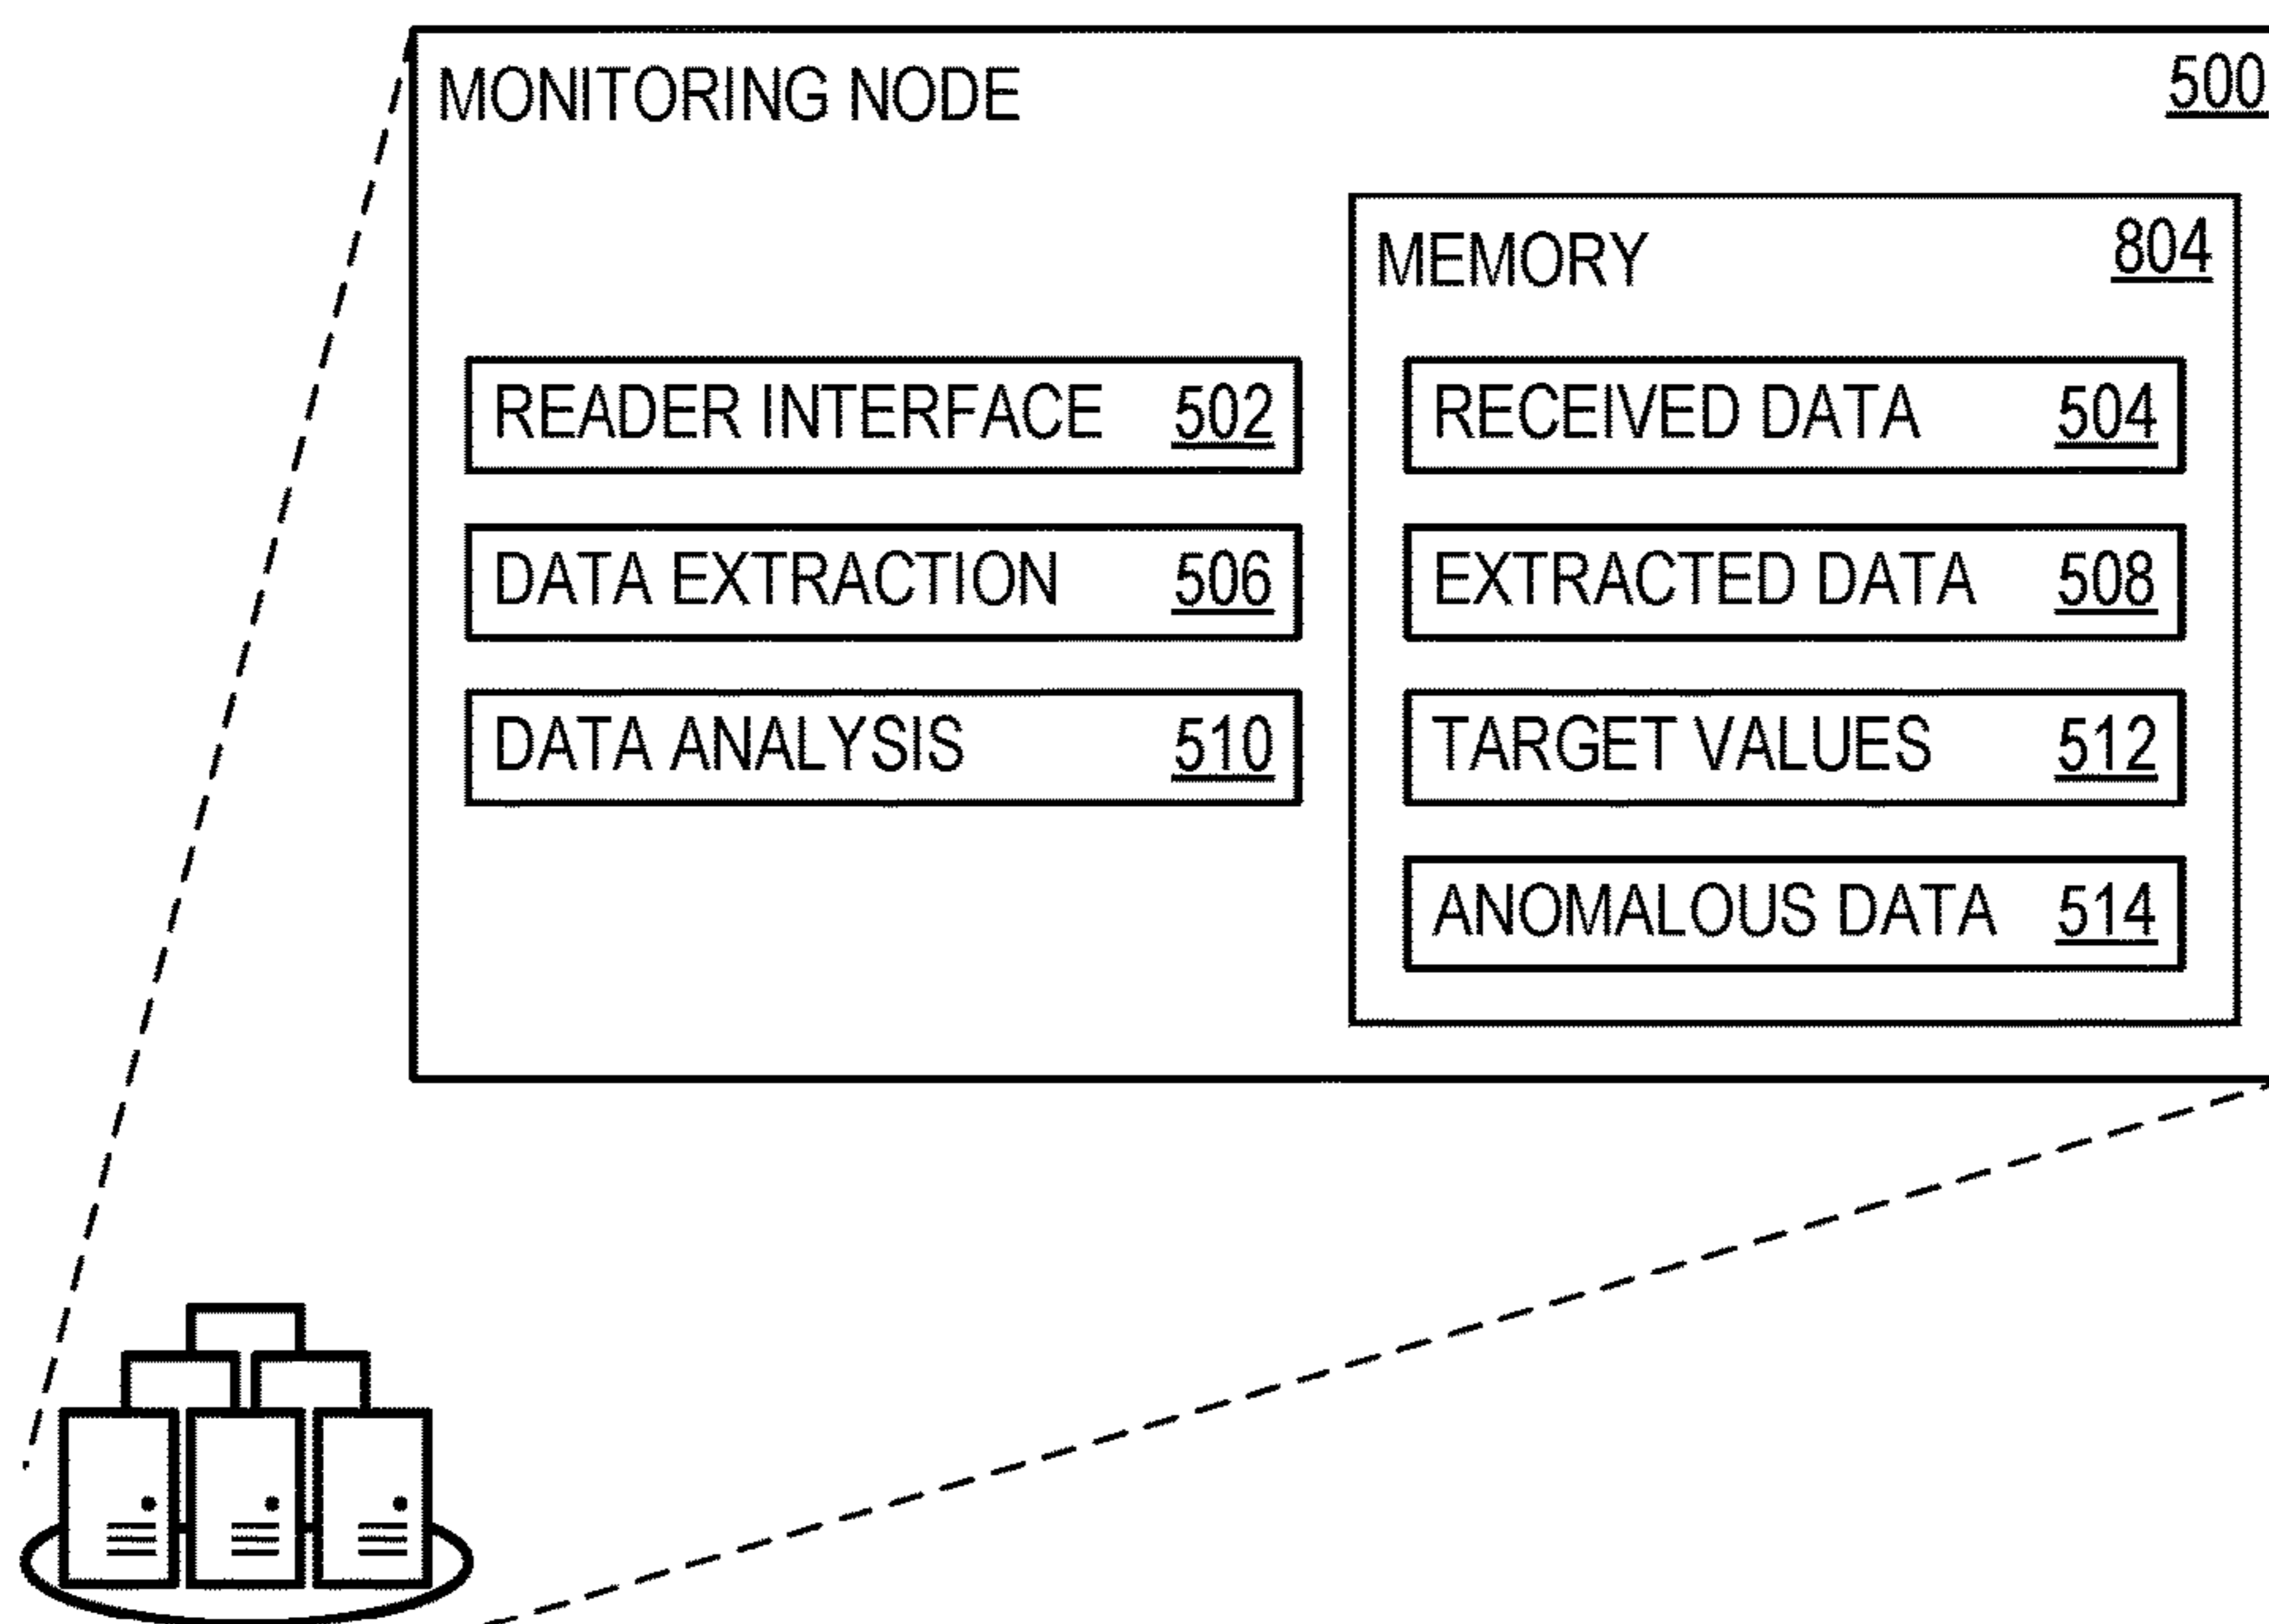 MONITORING NODE 500
MEMORY 804
READER INTERFACE 502
RECEIVED DATA 504
DATA EXTRACTION 506
EXTRACTED DATA 508
DATA ANALYSIS 510
TARGET VALUES 512
ANOMALOUS DATA 514